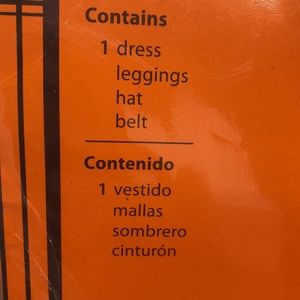 Contains
1 dress
leggings
hat
belt
Contenido
1 vestido
mallas
sombrero
cinturón